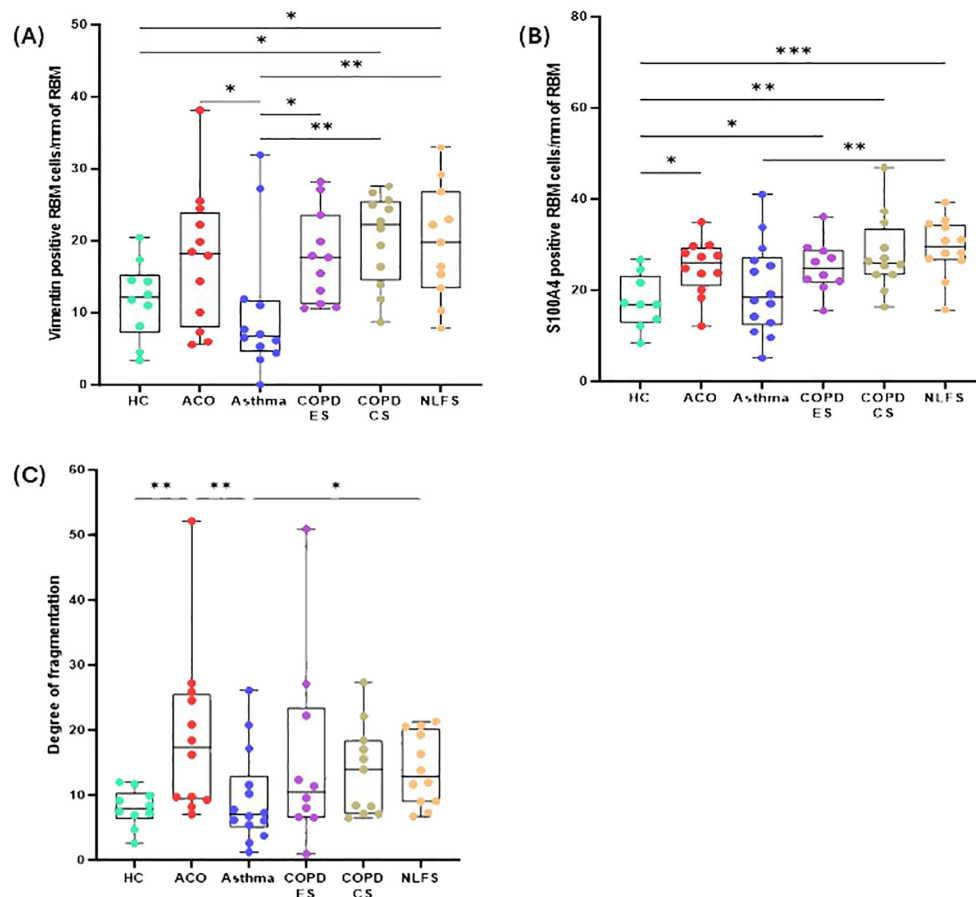 (A)
Vimentin positive RBM cells/mm of RBM
50
40
30
20
10
0
*
*
**
*
*
**
HC ACO Asthma COPD ES COPD CS NLFS
(B)
S100A4 positive RBM cells/mm of RBM
80
60
40
20
0
***
**
*
**
*
HC ACO Asthma COPD ES COPD CS NLFS
(C)
Degree of fragmentation
60
50
40
30
20
10
0
** ** *
HC ACO Asthma COPD ES COPD CS NLFS